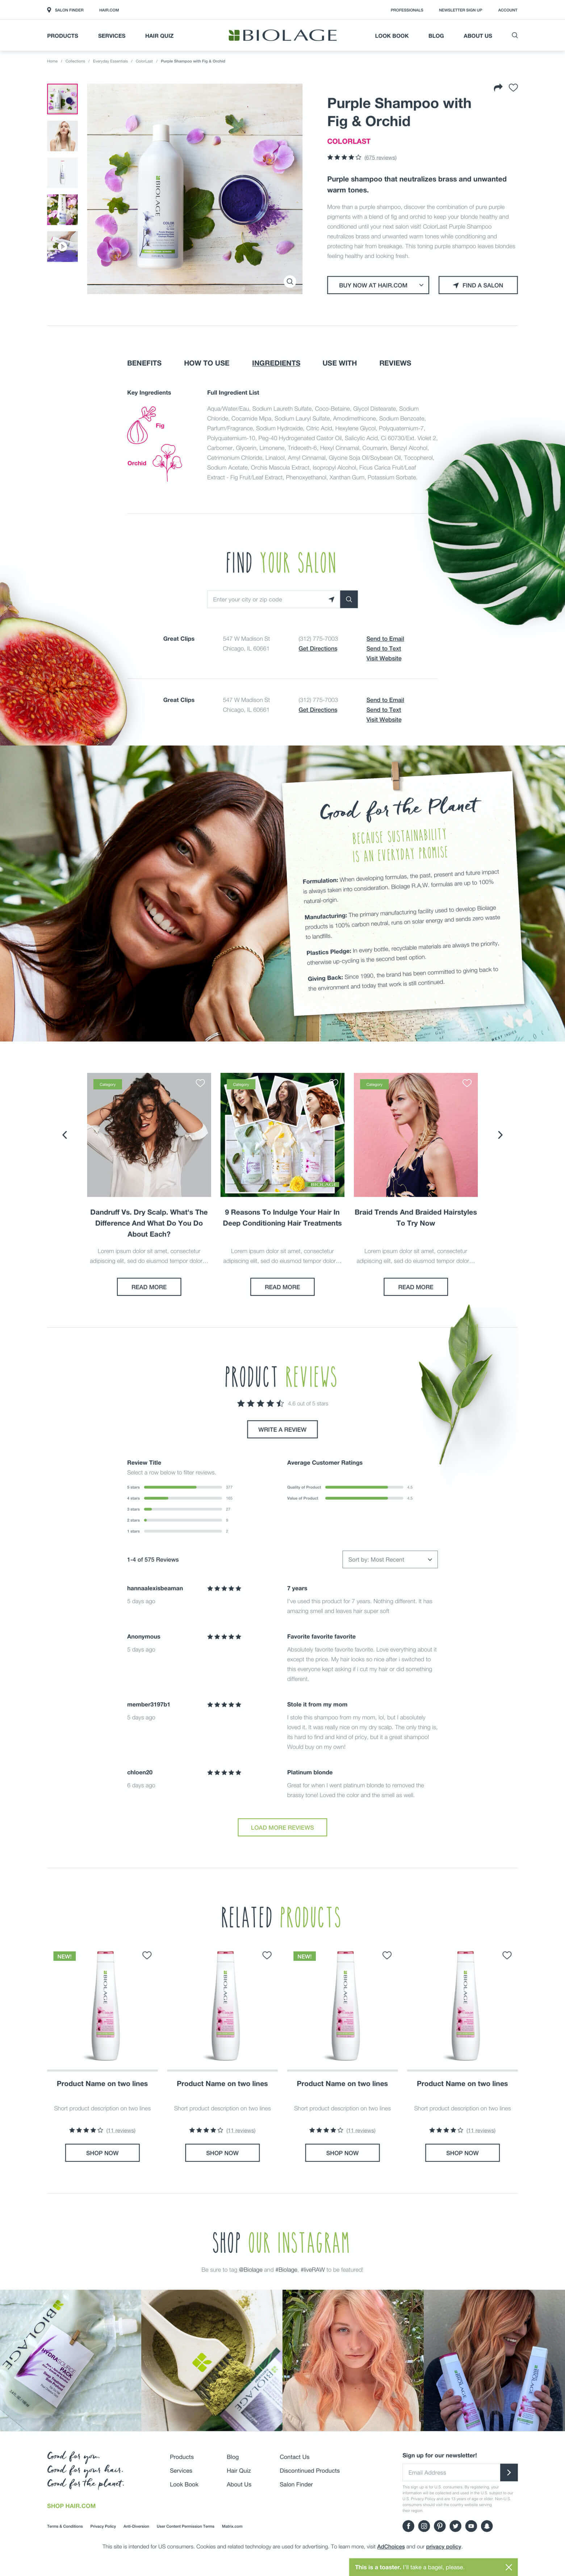 SALON FINDER HAIR.COM PROFESSIONALS NEWSLETTER SIGN UP ACCOUNT
PRODUCTS SERVICES HAIR QUIZ BIOLAGE LOOK BOOK BLOG ABOUT US
Home / Collections / Everyday Essentials / ColorLast / Purple Shampoo with Fig & Orchid
Purple Shampoo with
Fig & Orchid
COLORLAST
(675 reviews)
Purple shampoo that neutralizes brass and unwanted
warm tones.
More than a purple shampoo, discover the combination of pure purple
pigments with a blend of fig and orchid to keep your blonde healthy and
conditioned until your next salon visit! ColorLast Purple Shampoo
neutralizes brass and unwanted warm tones while conditioning and
protecting hair from breakage. This toning purple shampoo leaves blondes
feeling healthy and looking fresh.
BUY NOW AT HAIR.COM FIND A SALON
BENEFITS HOW TO USE INGREDIENTS USE WITH REVIEWS
Key Ingredients
Fig
Orchid
Full Ingredient List
Aqua/Water/Eau, Sodium Laureth Sulfate, Coco-Betaine, Glycol Distearate, Sodium
Chloride, Cocamide Mipa, Sodium Lauryl Sulfate, Amodimethicone, Sodium Benzoate,
Parfum/Fragrance, Sodium Hydroxide, Citric Acid, Hexylene Glycol, Polyquaternium-7,
Polyquaternium-10, Peg-40 Hydrogenated Castor Oil, Salicylic Acid, Ci 60730/Ext. Violet 2,
Carbomer, Glycerin, Limonene, Trideceth-6, Hexyl Cinnamal, Coumarin, Benzyl Alcohol,
Cetrimonium Chloride, Linalool, Amyl Cinnamal, Glycine Soja Oil/Soybean Oil, Tocopherol,
Sodium Acetate, Orchis Mascula Extract, Isopropyl Alcohol, Ficus Carica Fruit/Leaf
Extract - Fig Fruit/Leaf Extract, Phenoxyethanol, Xanthan Gum, Potassium Sorbate.
FIND YOUR SALON
Enter your city or zip code
Great Clips 547 W Madison St (312) 775-7003 Send to Email
Chicago, IL 60661 Get Directions Send to Text
Visit Website
Great Clips 547 W Madison St (312) 775-7003 Send to Email
Chicago, IL 60661 Get Directions Send to Text
Visit Website
Good for the Planet
BECAUSE SUSTAINABILITY
IS AN EVERYDAY PROMISE
Formulation: When developing formulas, the past, present and future impact
is always taken into consideration. Biolage R.A.W. formulas are up to 100%
natural-origin.
Manufacturing: The primary manufacturing facility used to develop Biolage
products is 100% carbon neutral, runs on solar energy and sends zero waste
to landfills.
Plastics Pledge: In every bottle, recyclable materials are always the first choice,
otherwise up-cycling is the second best option.
Giving Back: Since 1990, the brand has been committed to giving back to
the environment and today that work is still continued.
Category Category Category
Dandruff Vs. Dry Scalp. What's The
Difference And What Do You Do
About Each?
Lorem ipsum dolor sit amet, consectetur
adipiscing elit, sed do eiusmod tempor dolor...
READ MORE
9 Reasons To Indulge Your Hair In
Deep Conditioning Hair Treatments
Lorem ipsum dolor sit amet, consectetur
adipiscing elit, sed do eiusmod tempor dolor...
READ MORE
Braid Trends And Braided Hairstyles
To Try Now
Lorem ipsum dolor sit amet, consectetur
adipiscing elit, sed do eiusmod tempor dolor...
READ MORE
PRODUCT REVIEWS
4.6 out of 5 stars
WRITE A REVIEW
Review Title
Select a row below to filter reviews.
5 stars 377
4 stars
3 stars
2 stars
1 stars
Average Customer Ratings
Quality of Product 4.6
Value of Product 4.6
1-4 of 575 Reviews Sort by: Most Recent
hannaalexisbeaman
5 days ago
7 years
I've used this product for 7 years. Nothing different. It has
amazing smell and leaves hair super soft
Anonymous
5 days ago
Favorite favorite favorite
Absolutely favorite favorite favorite. Love everything about it
except the price. My hair looks so nice after i switched to
this everyone kept asking if i cut my hair or did something
different.
member3197b1
5 days ago
Stole it from my mom
I stole this shampoo from my mom, lol, but I absolutely
loved it. It was really nice on my dry scalp. The only thing is,
its hard to find and kind of pricy, but it a great shampoo!
Would buy on my own!
chloen20
6 days ago
Platinum blonde
Great for when I went platinum blonde to removed the
brassy tone! Loved the color and the smell as well.
LOAD MORE REVIEWS
RELATED PRODUCTS
NEW! NEW!
BIOLAGE BIOLAGE BIOLAGE BIOLAGE
Product Name on two lines Product Name on two lines Product Name on two lines Product Name on two lines
Short product description on two lines Short product description on two lines Short product description on two lines Short product description on two lines
(11 reviews) (11 reviews) (11 reviews) (11 reviews)
SHOP NOW SHOP NOW SHOP NOW SHOP NOW
SHOP OUR INSTAGRAM
Be sure to tag @Biolage and #Biolage, #liveRAW to be featured!
BIOLAGE
HYDRASOURCE
PACK
Good for you.
Good for your hair.
Good for the planet.
SHOP HAIR.COM
Products Blog Contact Us
Services Hair Quiz Discontinued Products
Look Book About Us Salon Finder
Sign up for our newsletter!
Email Address
Terms & Conditions Privacy Policy Anti-Diversion User Content Permission Terms Matrix.com
This site is intended for US consumers. Cookies and related technology are used for advertising. To learn more, visit AdChoices and our privacy policy.
This is a toaster. I'll take a bagel, please.